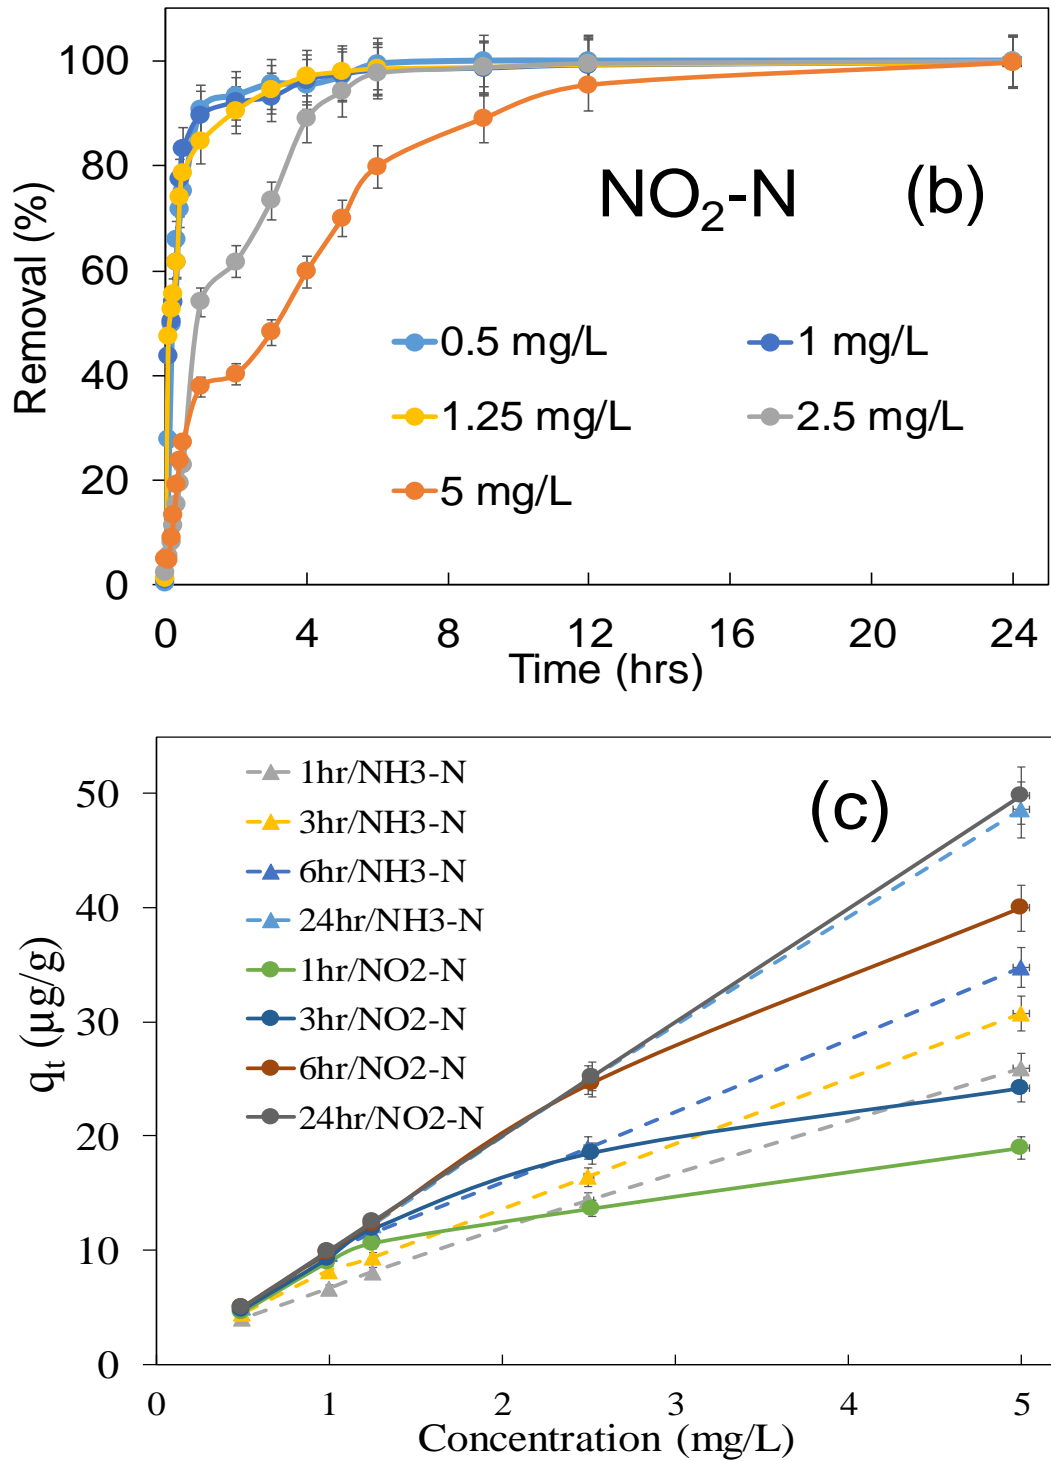 100
80
60
40
20
0
Removal (%)
NO₂-N (b)
0.5 mg/L 1 mg/L
1.25 mg/L 2.5 mg/L
5 mg/L
0 4 8 12 16 20 24
Time (hrs)
50
40
30
20
10
0
qt (µg/g)
(c)
1hr/NH3-N
3hr/NH3-N
6hr/NH3-N
24hr/NH3-N
1hr/NO2-N
3hr/NO2-N
6hr/NO2-N
24hr/NO2-N
0 1 2 3 4 5
Concentration (mg/L)